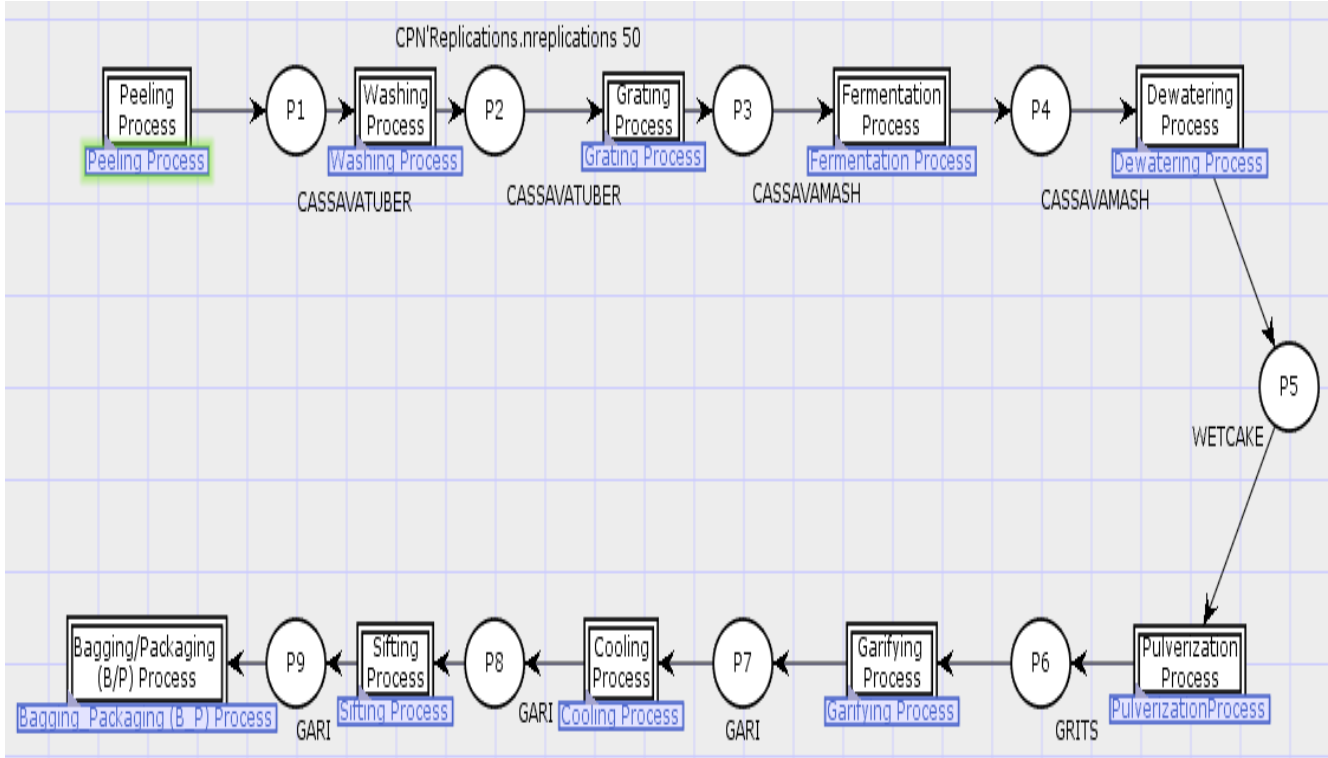 CPN'Replications.nreplications 50
Peeling
Process
Peeling Process
P1
CASSAVATUBER
Washing
Process
Washing Process
P2
CASSAVATUBER
Grating
Process
Grating Process
P3
CASSAVAMASH
Fermentation
Process
Fermentation Process
P4
CASSAVAMASH
Dewatering
Process
Dewatering Process
P5
WETCAKE
Pulverization
Process
PulverizationProcess
P6
GRITS
Garifying
Process
Garifying Process
P7
GARI
Cooling
Process
Cooling Process
P8
GARI
Sifting
Process
Sifting Process
P9
GARI
Bagging/Packaging
(B/P) Process
Bagging_Packaging (B_P) Process